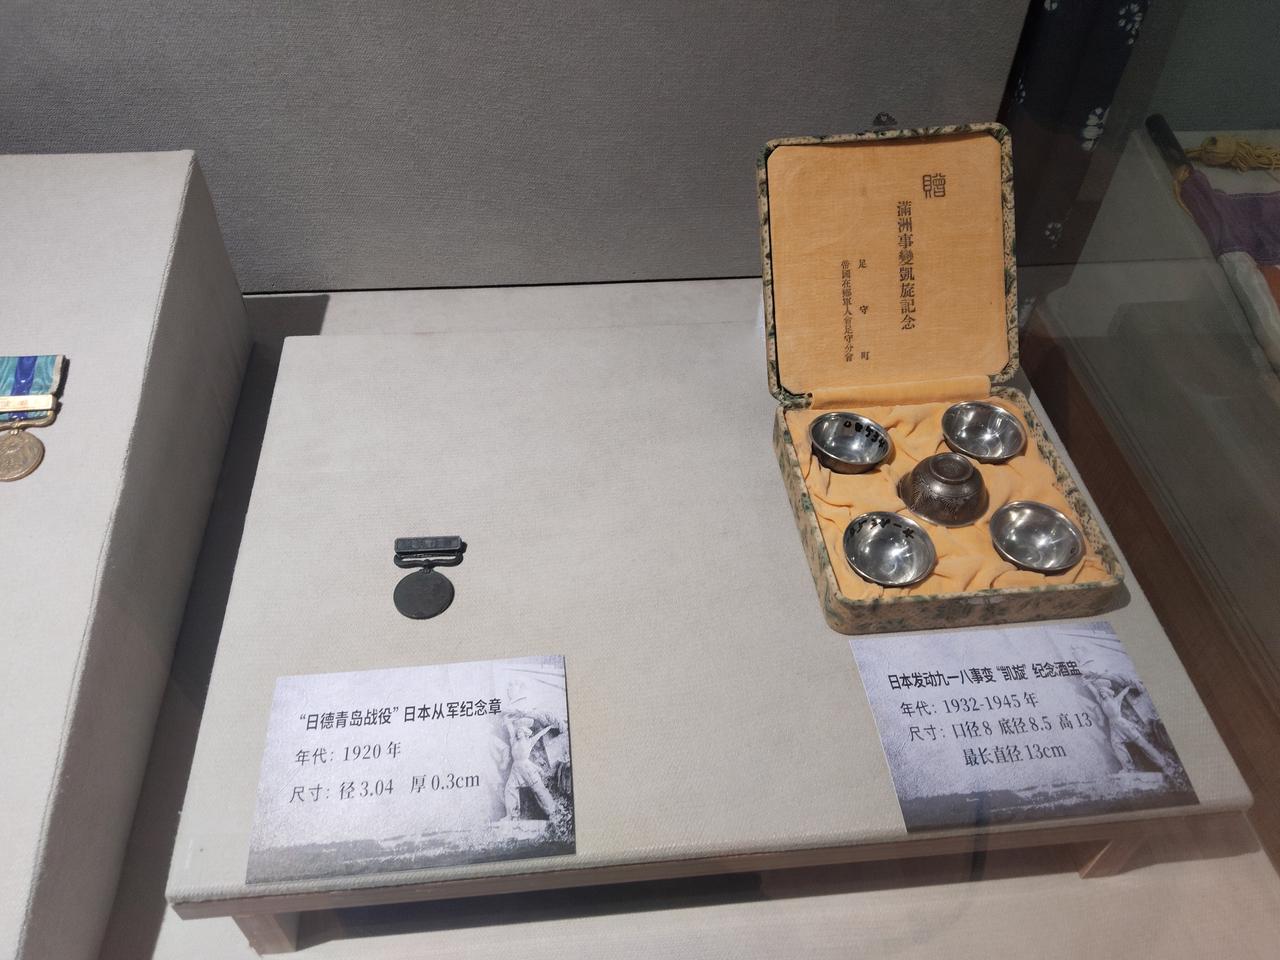 贈
滿洲事變凱旋記念
足守町
帝國在鄕軍人會足守分會
“日德青岛战役”日本从军纪念章
年代：1920 年
尺寸：径 3.04 厚 0.3cm
日本发动九一八事变“凯旋”纪念酒盅
年代：1932-1945 年
尺寸：口径 8 底径 8.5 高 13
最长直径 13cm